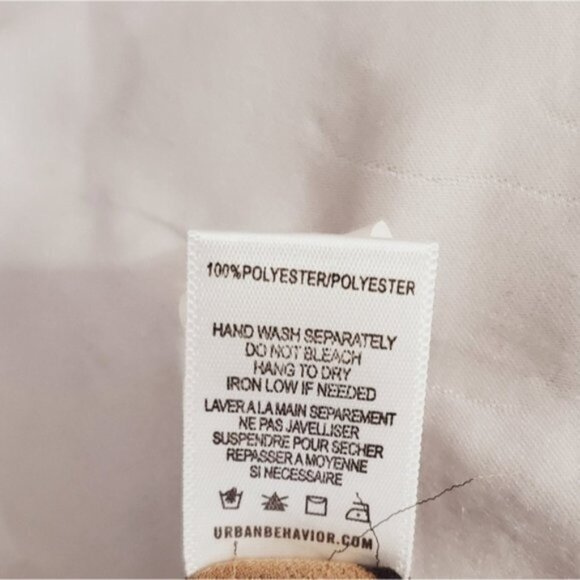 100%POLYESTER/POLYESTER
HAND WASH SEPARATELY
DO NOT BLEACH
HANG TO DRY
IRON LOW IF NEEDED
LAVER A LA MAIN SEPAREMENT
NE PAS JAVELLISER
SUSPENDRE POUR SECHER
REPASSER A MOYENNE
SI NECESSAIRE
URBANBEHAVIOR.COM